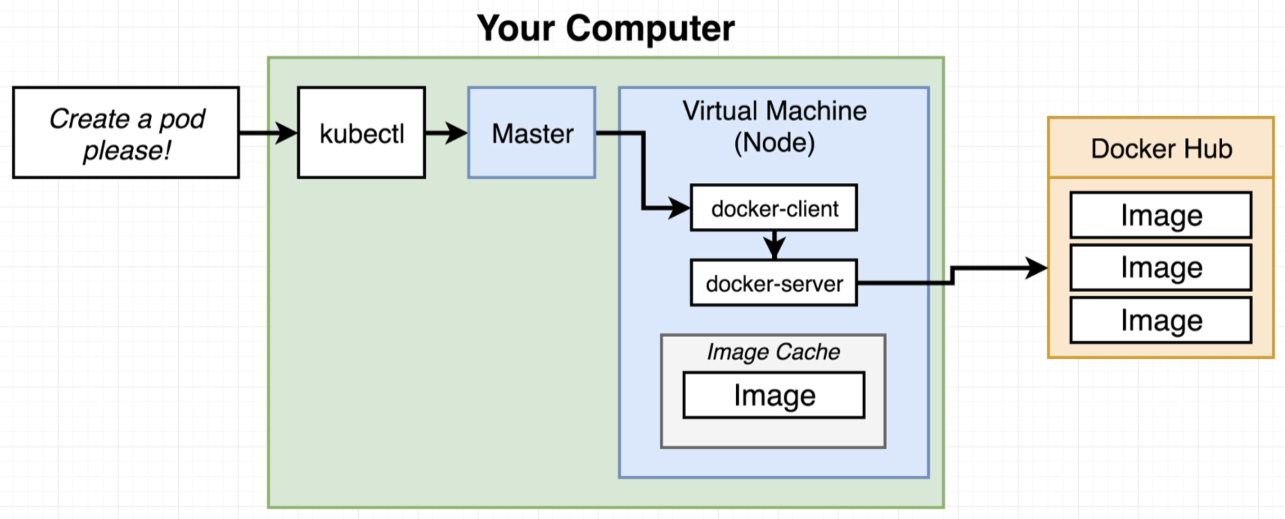 Your Computer
Create a pod
please!
kubectl
Master
Virtual Machine
(Node)
docker-client
docker-server
Image Cache
Image
Docker Hub
Image
Image
Image